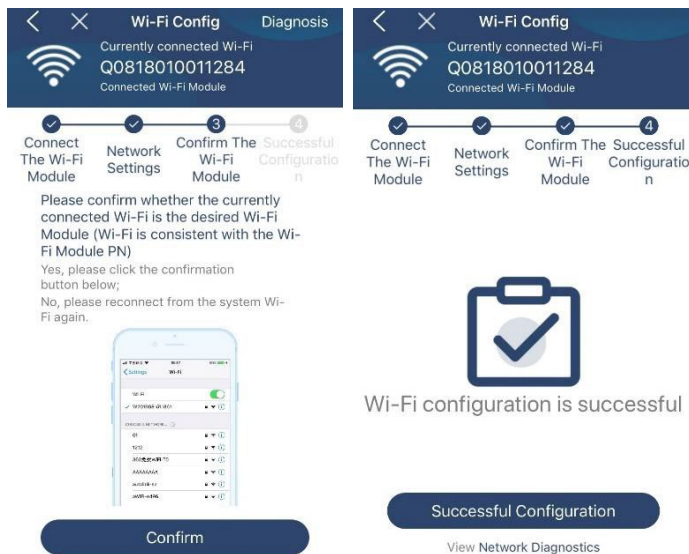 Wi-Fi Config
Diagnosis
Currently connected Wi-Fi
Q0818010011284
Connected Wi-Fi Module
3
4
Connect
The Wi-Fi
Module
Network
Settings
Confirm The
Wi-Fi
Module
Successful
Configuratio
n
Please confirm whether the currently
connected Wi-Fi is the desired Wi-Fi
Module (Wi-Fi is consistent with the Wi-
Fi Module PN)
Yes, please click the confirmation
button below;
No, please reconnect from the system Wi-
Fi again.
Settings
Wi-Fi
Wi-Fi
Confirm
Wi-Fi Config
Currently connected Wi-Fi
Q0818010011284
Connected Wi-Fi Module
4
Connect
The Wi-Fi
Module
Network
Settings
Confirm The
Wi-Fi
Module
Successful
Configuratio
n
Wi-Fi configuration is successful
Successful Configuration
View Network Diagnostics